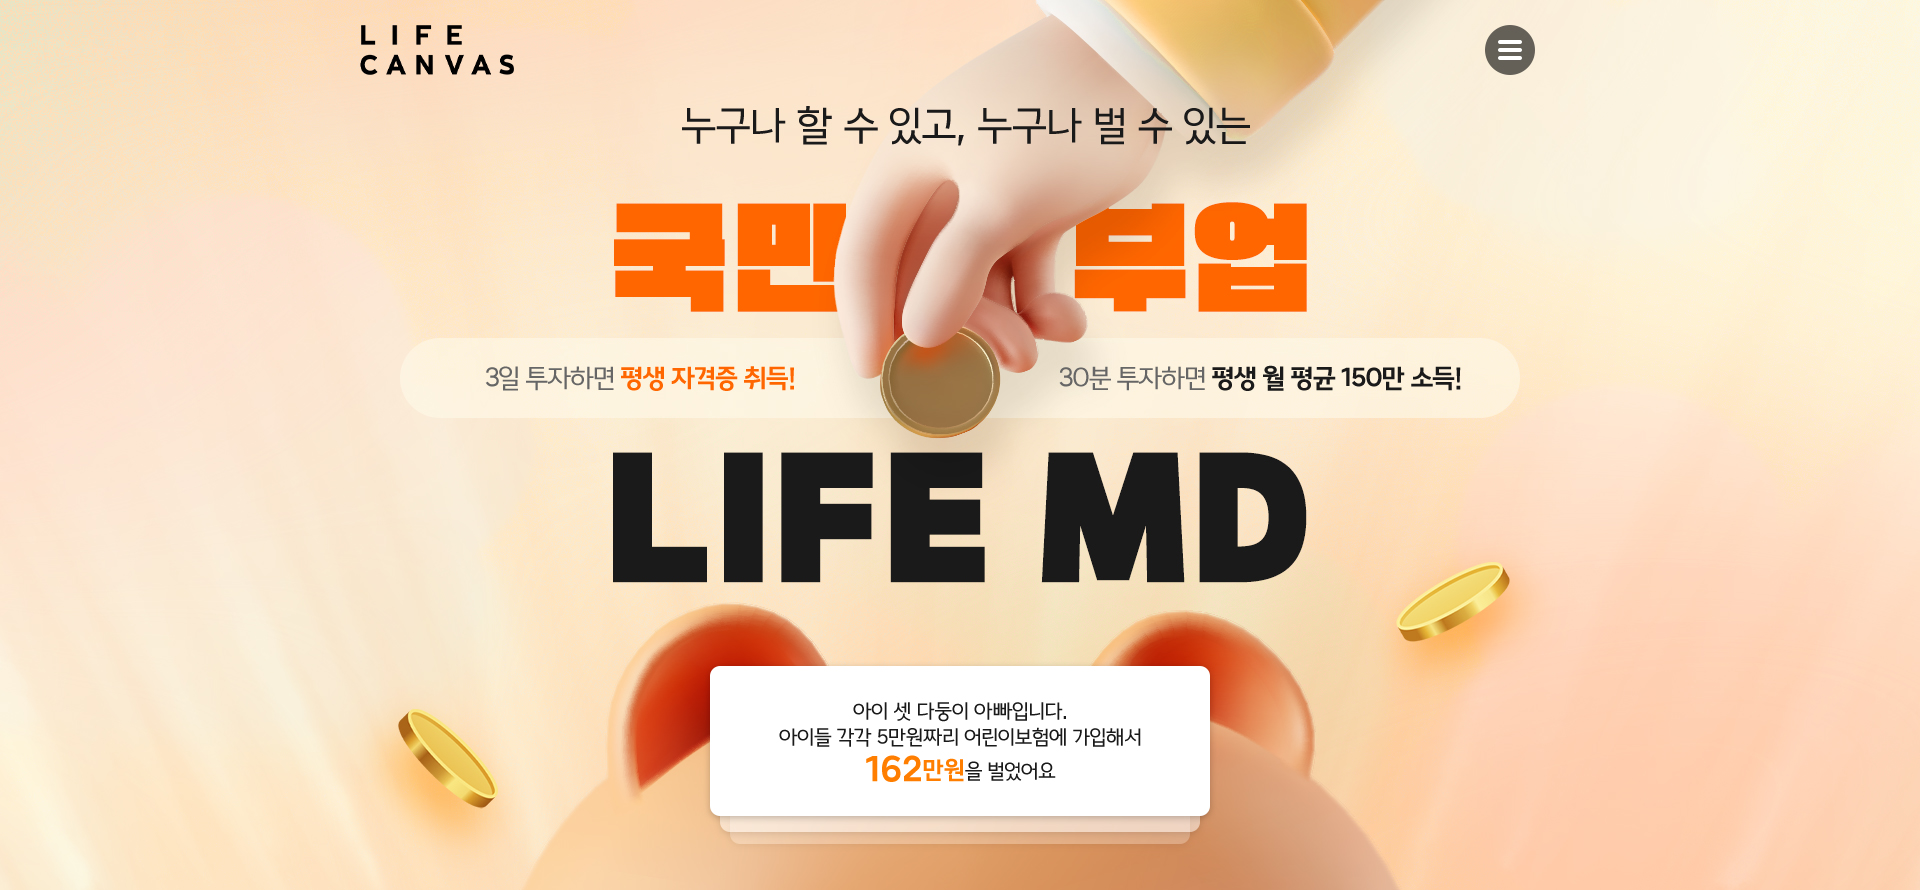 LIFE
CANVAS
누구나 할 수 있고, 누구나 벌 수 있는
국민 부업
3일 투자하면 평생 자격증 취득!
30분 투자하면 평생 월 평균 150만 소득!
LIFE MD
아이 셋 다둥이 아빠입니다.
아이들 각각 5만원짜리 어린이보험에 가입해서
162만원을 벌었어요